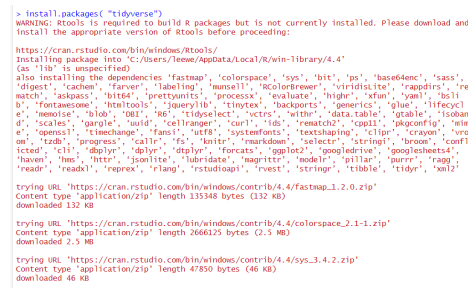 > install.packages( "tidyverse")
WARNING: Rtools is required to build R packages but is not currently installed. Please download and
install the appropriate version of Rtools before proceeding:
https://cran.rstudio.com/bin/windows/Rtools/
Installing package into 'C:/Users/leewe/AppData/Local/R/win-library/4.4'
(as 'lib' is unspecified)
also installing the dependencies 'fastmap', 'colorspace', 'sys', 'bit', 'ps', 'base64enc', 'sass',
'digest', 'cachem', 'farver', 'labeling', 'munsell', 'RColorBrewer', 'viridisLite', 'rappdirs', 're
match', 'askpass', 'bit64', 'prettyunits', 'processx', 'evaluate', 'highr', 'xfun', 'yaml', 'bsli
b', 'fontawesome', 'htmltools', 'jquerylib', 'tinytex', 'backports', 'generics', 'glue', 'lifecycl
e', 'memoise', 'blob', 'DBI', 'R6', 'tidyselect', 'vctrs', 'withr', 'data.table', 'gtable', 'isoban
d', 'scales', 'gargle', 'uuid', 'cellranger', 'curl', 'ids', 'rematch2', 'cpp11', 'pkgconfig', 'mim
e', 'openssl', 'timechange', 'fansi', 'utf8', 'systemfonts', 'textshaping', 'clipr', 'crayon', 'vro
om', 'tzdb', 'progress', 'callr', 'fs', 'knitr', 'rmarkdown', 'selectr', 'stringi', 'broom', 'confl
icted', 'cli', 'dbplyr', 'dplyr', 'dtplyr', 'forcats', 'ggplot2', 'googledrive', 'googlesheets4',
'haven', 'hms', 'httr', 'jsonlite', 'lubridate', 'magrittr', 'modelr', 'pillar', 'purrr', 'ragg',
'readr', 'readxl', 'reprex', 'rlang', 'rstudioapi', 'rvest', 'stringr', 'tibble', 'tidyr', 'xml2'
trying URL 'https://cran.rstudio.com/bin/windows/contrib/4.4/fastmap_1.2.0.zip'
Content type 'application/zip' length 135348 bytes (132 KB)
downloaded 132 KB
trying URL 'https://cran.rstudio.com/bin/windows/contrib/4.4/colorspace_2.1-1.zip'
Content type 'application/zip' length 2666125 bytes (2.5 MB)
downloaded 2.5 MB
trying URL 'https://cran.rstudio.com/bin/windows/contrib/4.4/sys_3.4.2.zip'
Content type 'application/zip' length 47850 bytes (46 KB)
downloaded 46 KB